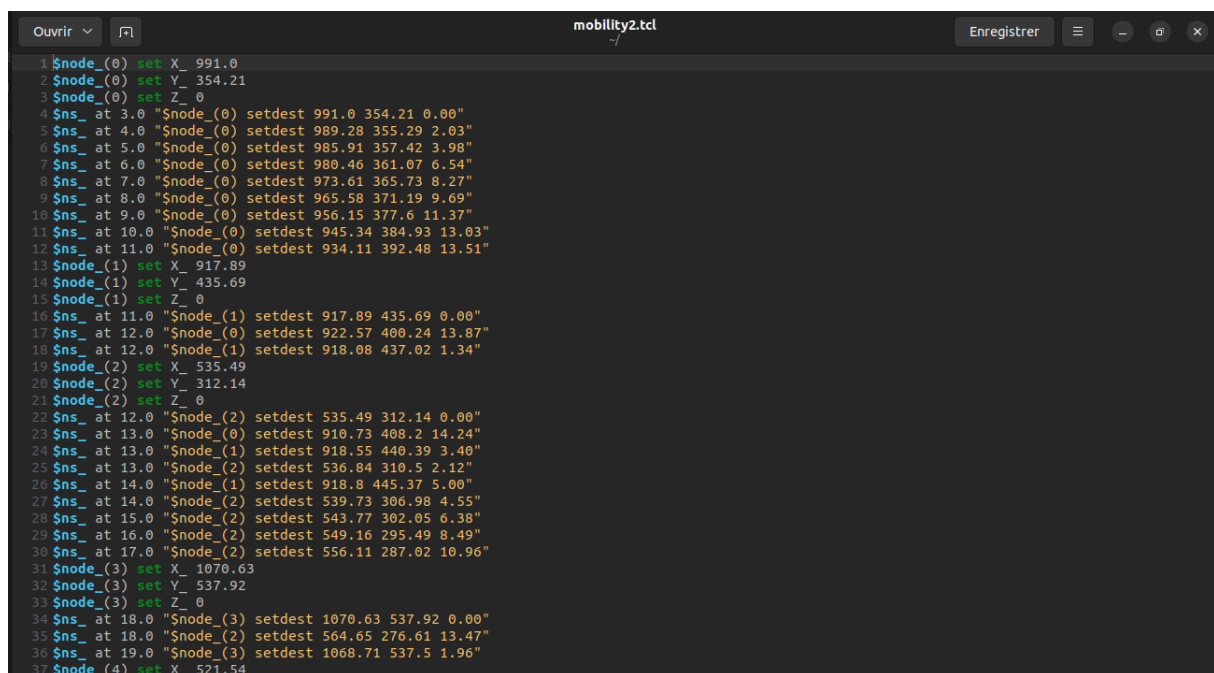 Ouvrir
mobility2.tcl
~/
Enregistrer
1 $node_(0) set X_ 991.0
2 $node_(0) set Y_ 354.21
3 $node_(0) set Z_ 0
4 $ns_ at 3.0 "$node_(0) setdest 991.0 354.21 0.00"
5 $ns_ at 4.0 "$node_(0) setdest 989.28 355.29 2.03"
6 $ns_ at 5.0 "$node_(0) setdest 985.91 357.42 3.98"
7 $ns_ at 6.0 "$node_(0) setdest 980.46 361.07 6.54"
8 $ns_ at 7.0 "$node_(0) setdest 973.61 365.73 8.27"
9 $ns_ at 8.0 "$node_(0) setdest 965.58 371.19 9.69"
10 $ns_ at 9.0 "$node_(0) setdest 956.15 377.6 11.37"
11 $ns_ at 10.0 "$node_(0) setdest 945.34 384.93 13.03"
12 $ns_ at 11.0 "$node_(0) setdest 934.11 392.48 13.51"
13 $node_(1) set X_ 917.89
14 $node_(1) set Y_ 435.69
15 $node_(1) set Z_ 0
16 $ns_ at 11.0 "$node_(1) setdest 917.89 435.69 0.00"
17 $ns_ at 12.0 "$node_(0) setdest 922.57 400.24 13.87"
18 $ns_ at 12.0 "$node_(1) setdest 918.08 437.02 1.34"
19 $node_(2) set X_ 535.49
20 $node_(2) set Y_ 312.14
21 $node_(2) set Z_ 0
22 $ns_ at 12.0 "$node_(2) setdest 535.49 312.14 0.00"
23 $ns_ at 13.0 "$node_(0) setdest 910.73 408.2 14.24"
24 $ns_ at 13.0 "$node_(1) setdest 918.55 440.39 3.40"
25 $ns_ at 13.0 "$node_(2) setdest 536.84 310.5 2.12"
26 $ns_ at 14.0 "$node_(1) setdest 918.8 445.37 5.00"
27 $ns_ at 14.0 "$node_(2) setdest 539.73 306.98 4.55"
28 $ns_ at 15.0 "$node_(2) setdest 543.77 302.05 6.38"
29 $ns_ at 16.0 "$node_(2) setdest 549.16 295.49 8.49"
30 $ns_ at 17.0 "$node_(2) setdest 556.11 287.02 10.96"
31 $node_(3) set X_ 1070.63
32 $node_(3) set Y_ 537.92
33 $node_(3) set Z_ 0
34 $ns_ at 18.0 "$node_(3) setdest 1070.63 537.92 0.00"
35 $ns_ at 18.0 "$node_(2) setdest 564.65 276.61 13.47"
36 $ns_ at 19.0 "$node_(3) setdest 1068.71 537.5 1.96"
37 $node_(4) set X_ 521.54